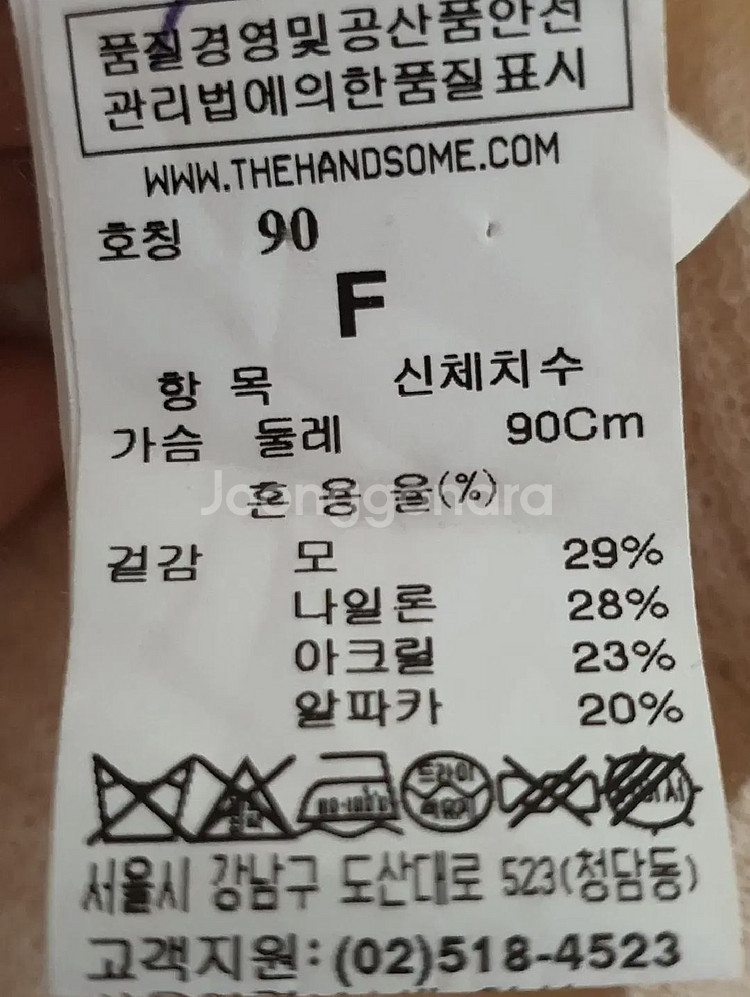 품질경영및공산품안전
관리법에의한품질표시
WWW.THEHANDSOME.COM
호칭 90
F
항 목 신체치수
가슴 둘레 90Cm
혼 용 율(%)
Joonggonara
겉감 모 29%
나일론 28%
아크릴 23%
알파카 20%
드라이
서울시 강남구 도산대로 523(청담동)
고객지원:(02)518-4523